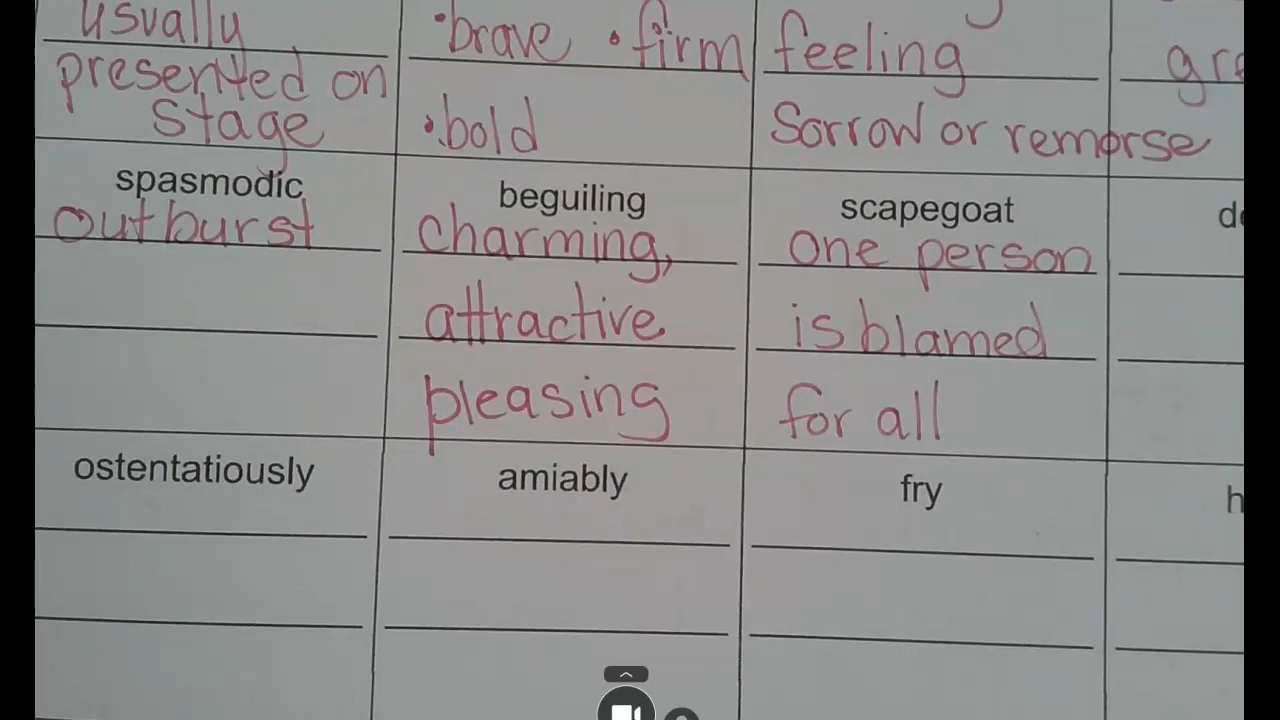 usually
presented on
stage
•brave •firm
•bold
feeling
Sorrow or remorse
spasmodic
outburst
beguiling
charming,
attractive
pleasing
scapegoat
one person
is blamed
for all
ostentatiously
amiably
fry